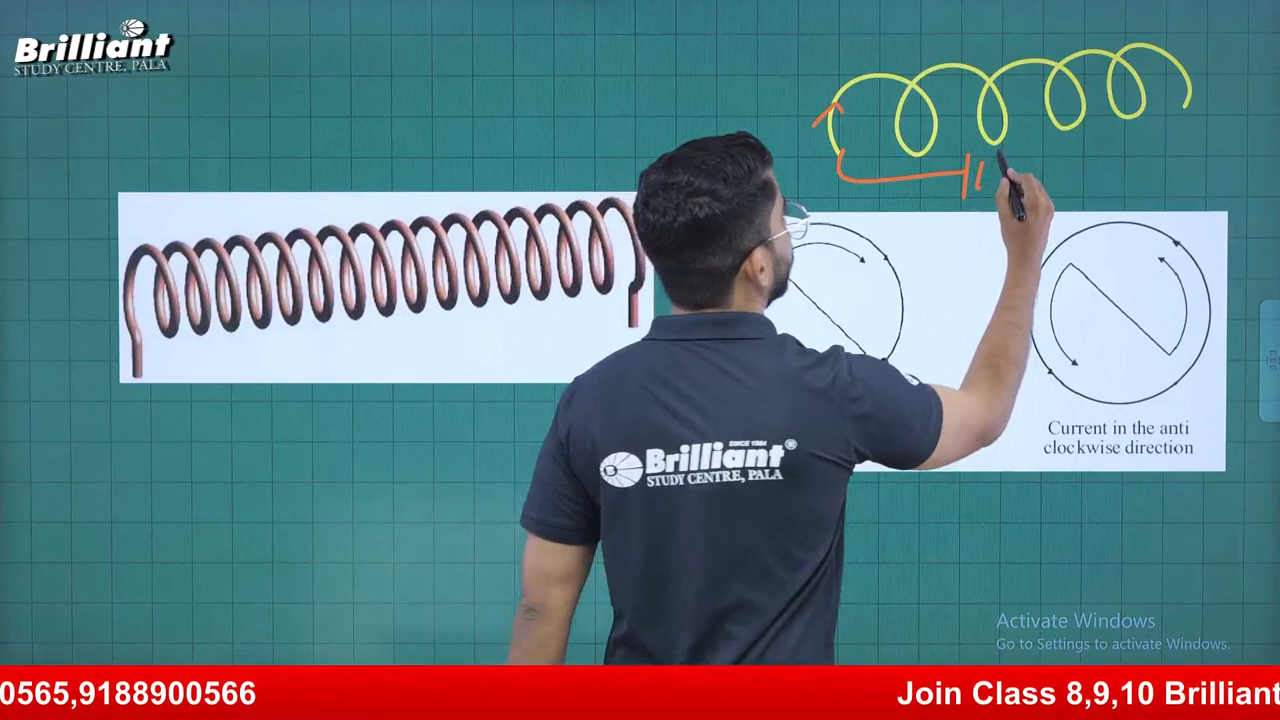 Brilliant
STUDY CENTRE, PALA
SINCE 1984
Brilliant®
STUDY CENTRE, PALA
Current in the anti
clockwise direction
Activate Windows
Go to Settings to activate Windows.
0565,9188900566
Join Class 8,9,10 Brilliant